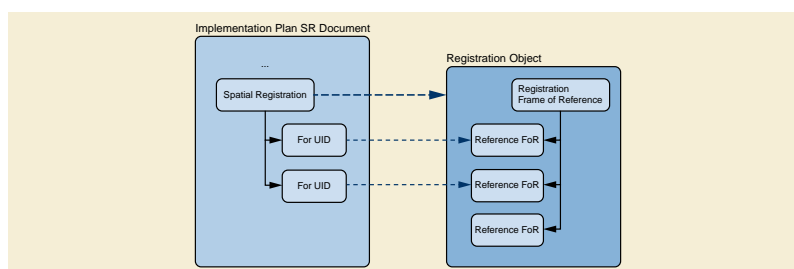 Implementation Plan SR Document
...
Spatial Registration
For UID
For UID
Registration Object
Registration
Frame of Reference
Reference FoR
Reference FoR
Reference FoR